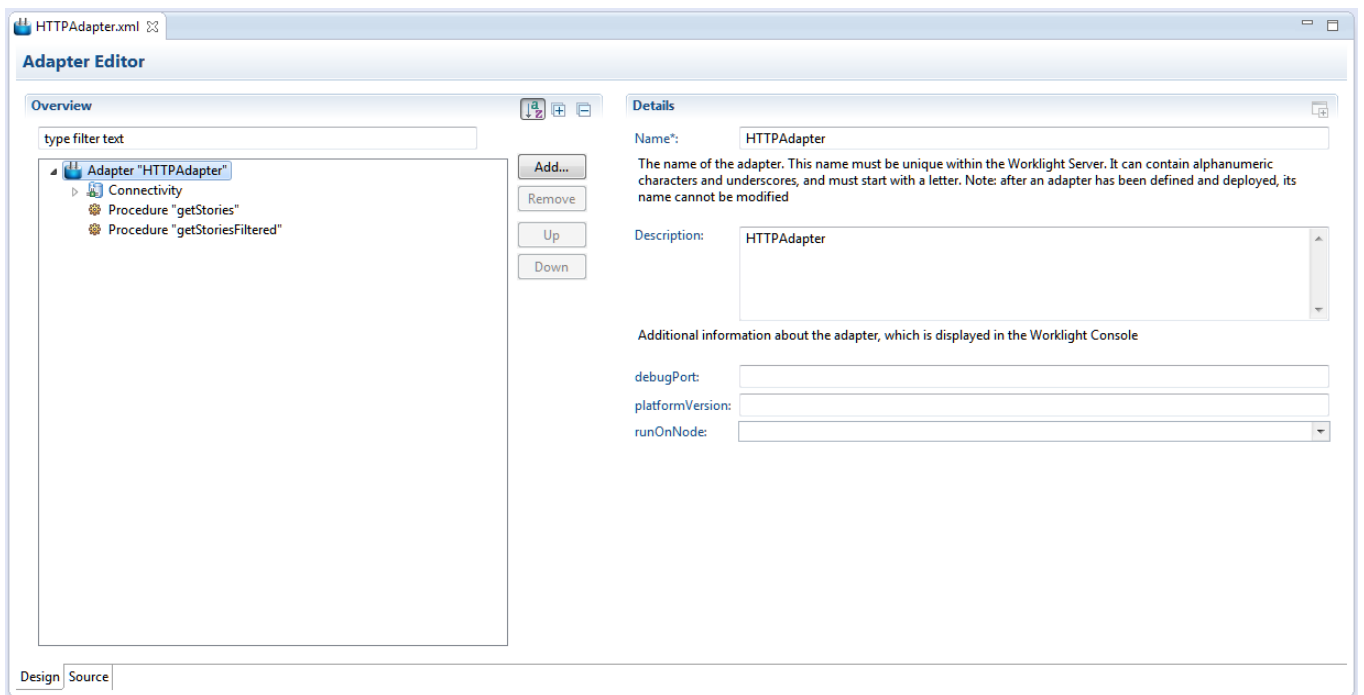 HTTPAdapter.xml
Adapter Editor
Overview
type filter text
Adapter "HTTPAdapter"
Connectivity
Procedure "getStories"
Procedure "getStoriesFiltered"
Add...
Remove
Up
Down
Details
Name*: HTTPAdapter
The name of the adapter. This name must be unique within the Worklight Server. It can contain alphanumeric
characters and underscores, and must start with a letter. Note: after an adapter has been defined and deployed, its
name cannot be modified
Description: HTTPAdapter
Additional information about the adapter, which is displayed in the Worklight Console
debugPort:
platformVersion:
runOnNode:
Design Source